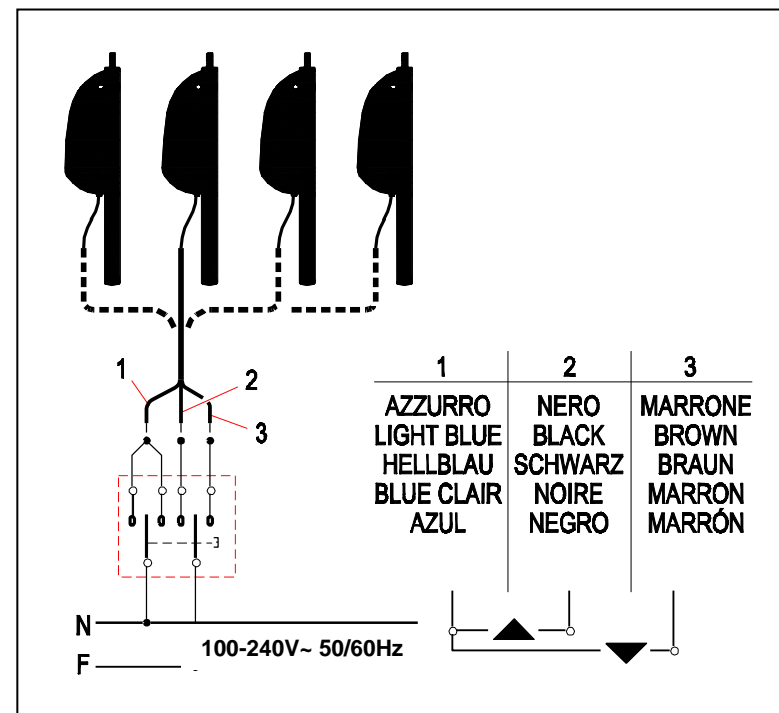 1
2
3
1 2 3
AZZURRO NERO MARRONE
LIGHT BLUE BLACK BROWN
HELLBLAU SCHWARZ BRAUN
BLUE CLAIR NOIRE MARRON
AZUL NEGRO MARRÓN
N
100-240V~ 50/60Hz
F